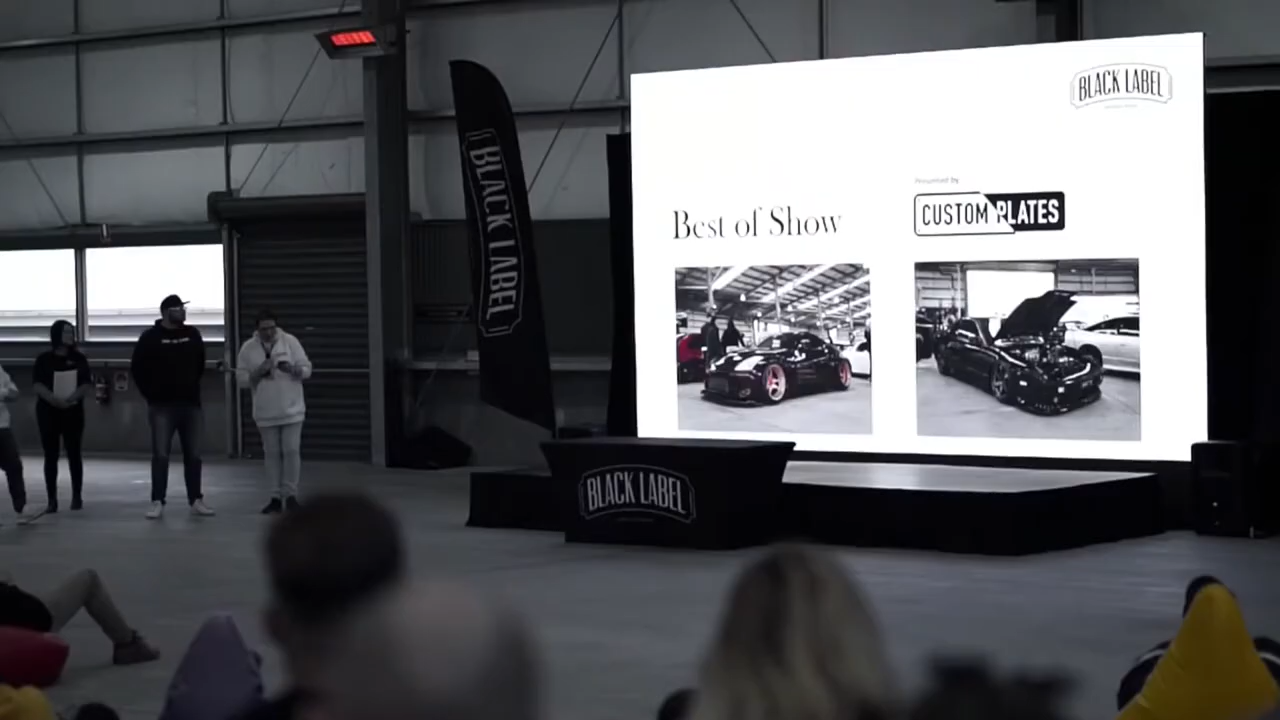 BLACK LABEL
BLACK LABEL
Presented by
Best of Show
CUSTOM PLATES
BLACK LABEL